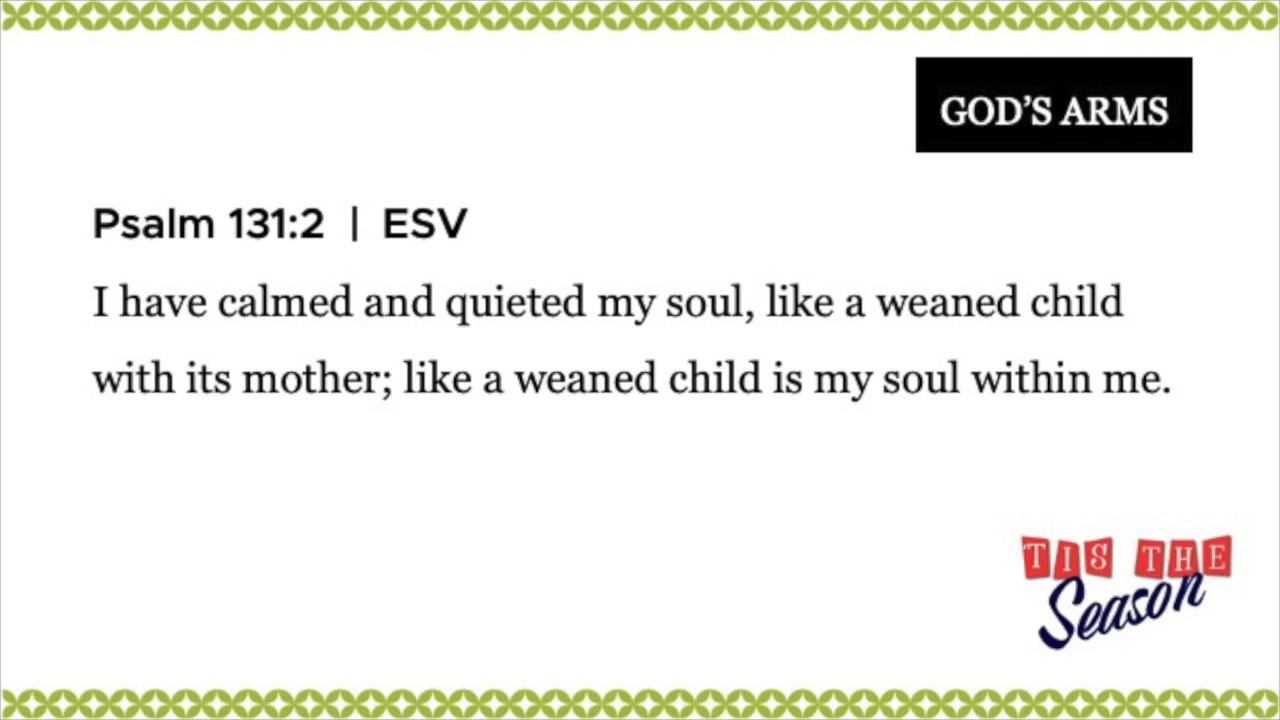 GOD’S ARMS
Psalm 131:2 | ESV
I have calmed and quieted my soul, like a weaned child
with its mother; like a weaned child is my soul within me.
TIS THE
Season